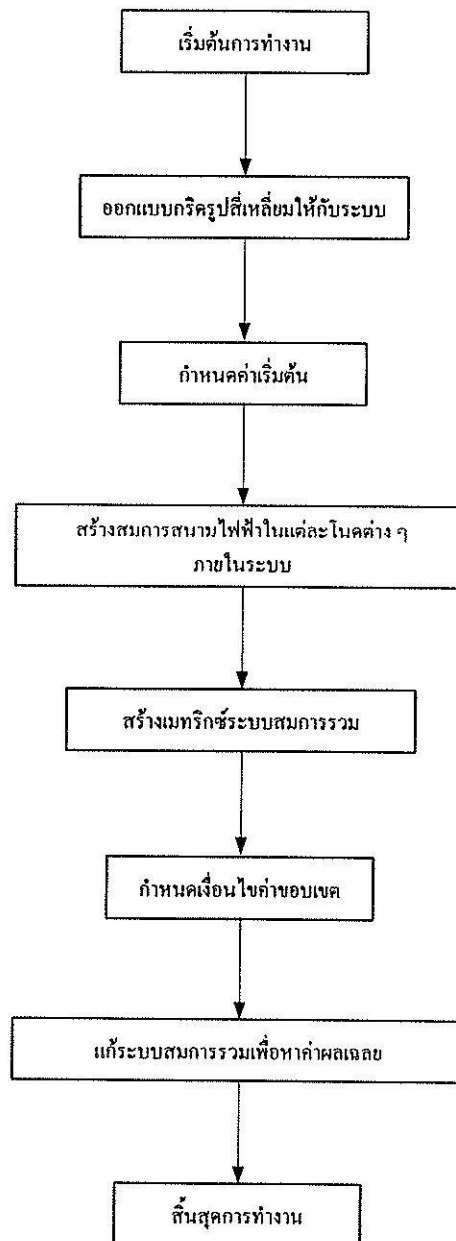 เริ่มต้นการทำงาน
ออกแบบกริดรูปสี่เหลี่ยมให้กับระบบ
กำหนดค่าเริ่มต้น
สร้างสมการสนามไฟฟ้าในแต่ละโนดต่าง ๆ
ภายในระบบ
สร้างเมทริกซ์ระบบสมการรวม
กำหนดเงื่อนไขค่าขอบเขต
แก้ระบบสมการรวมเพื่อหาค่าผลเฉลย
สิ้นสุดการทำงาน